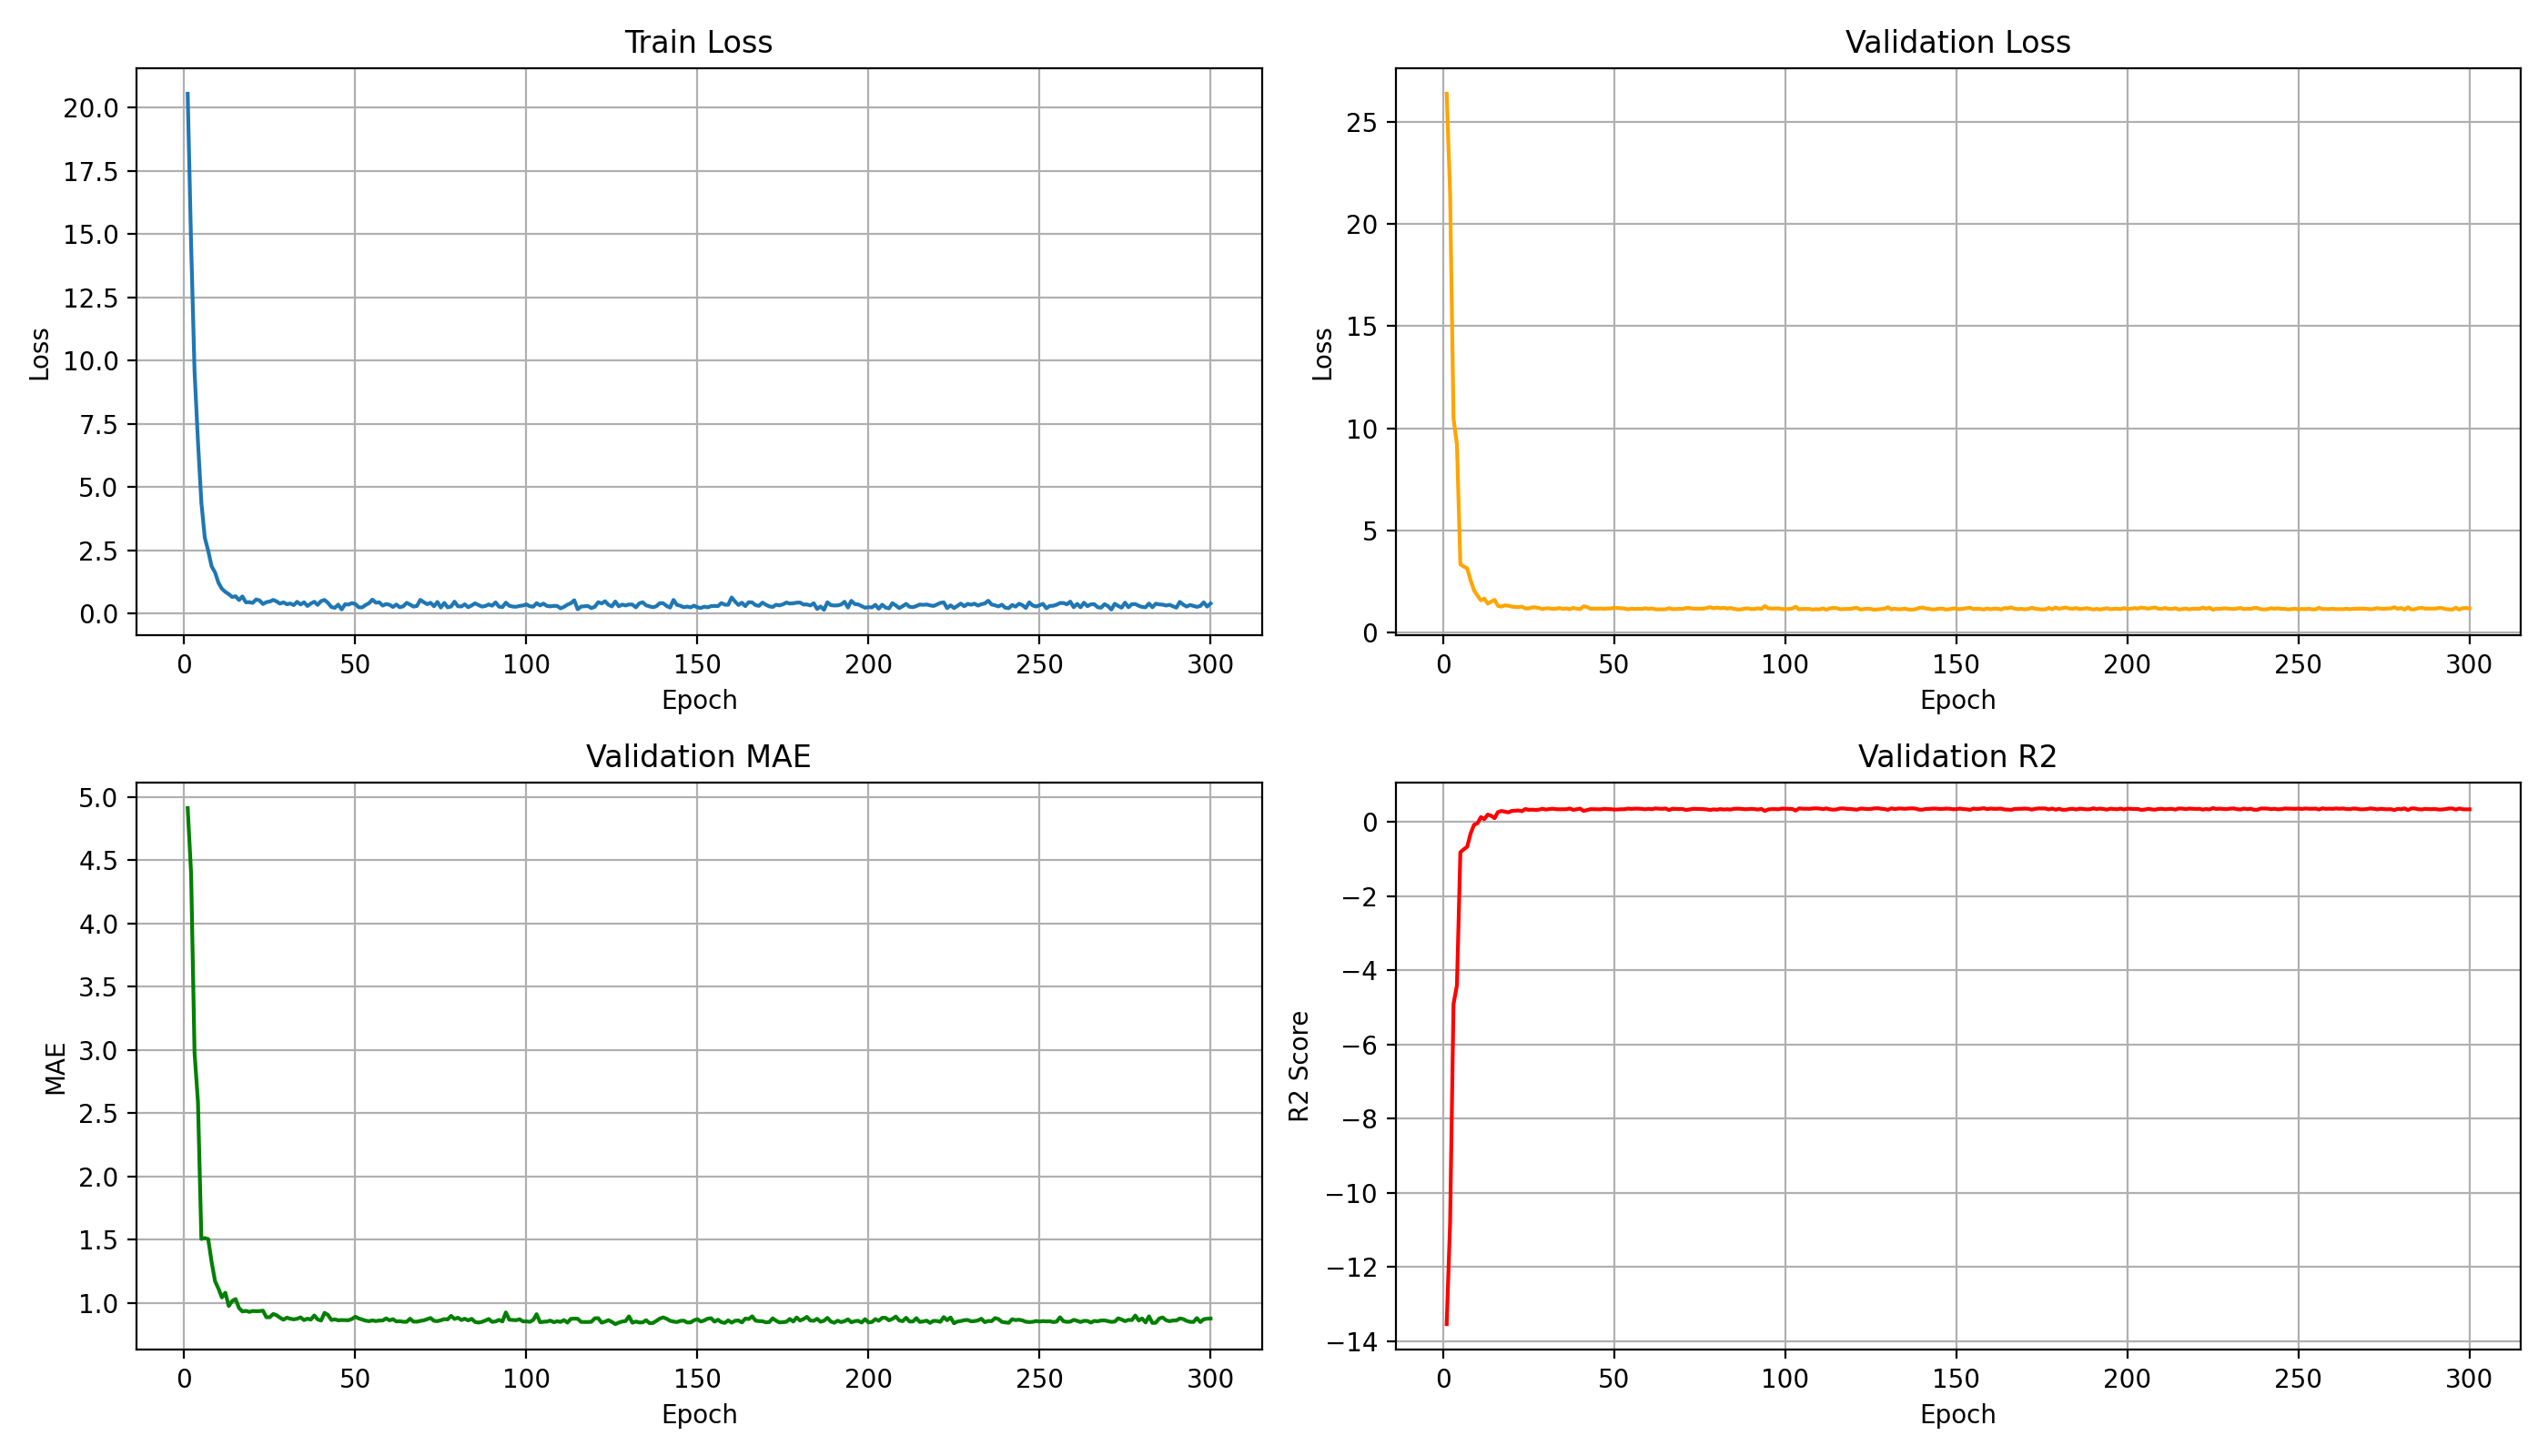 Train Loss
20.0
17.5
15.0
12.5
10.0
7.5
5.0
2.5
0.0
Loss
0 50 100 150 200 250 300
Epoch
Validation Loss
25
20
15
10
5
0
Loss
0 50 100 150 200 250 300
Epoch
Validation MAE
5.0
4.5
4.0
3.5
3.0
2.5
2.0
1.5
1.0
MAE
0 50 100 150 200 250 300
Epoch
Validation R2
0
−2
−4
−6
−8
−10
−12
−14
R2 Score
0 50 100 150 200 250 300
Epoch